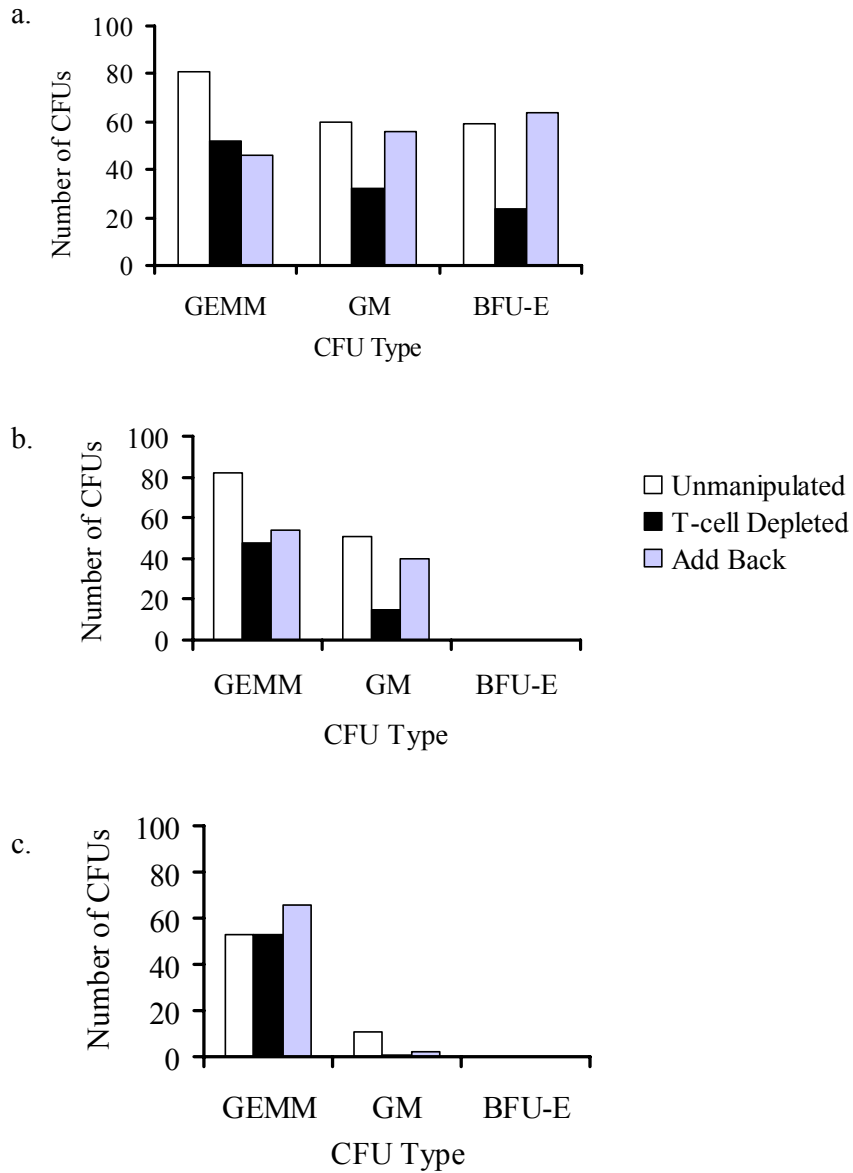 a.
Number of CFUs
100
80
60
40
20
0
GEMM GM BFU-E
CFU Type
b.
Number of CFUs
100
80
60
40
20
0
GEMM GM BFU-E
CFU Type
Unmanipulated
T-cell Depleted
Add Back
c.
Number of CFUs
100
80
60
40
20
0
GEMM GM BFU-E
CFU Type